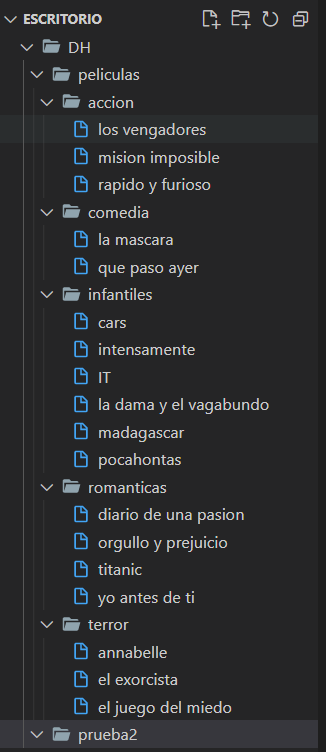 ESCRITORIO
DH
peliculas
accion
los vengadores
mision imposible
rapido y furioso
comedia
la mascara
que paso ayer
infantiles
cars
intensamente
IT
la dama y el vagabundo
madagascar
pocahontas
romanticas
diario de una pasion
orgullo y prejuicio
titanic
yo antes de ti
terror
annabelle
el exorcista
el juego del miedo
prueba2